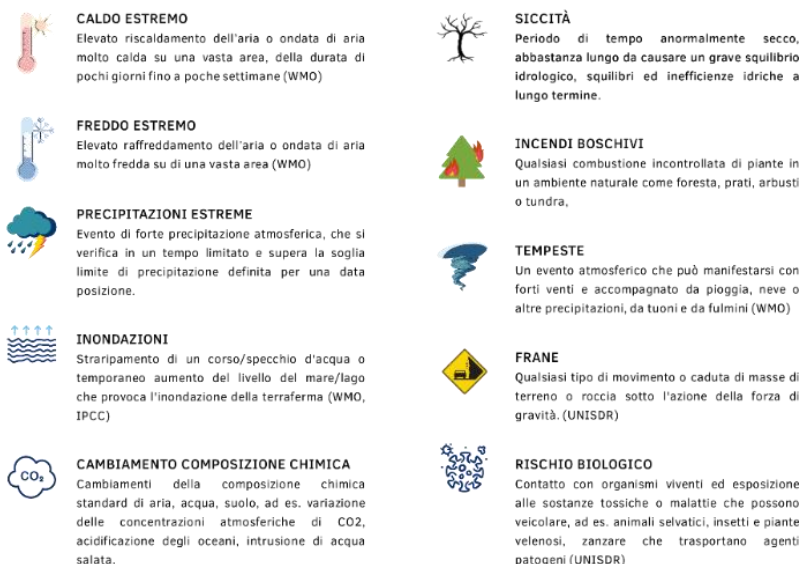 CALDO ESTREMO
Elevato riscaldamento dell'aria o ondata di aria
molto calda su una vasta area, della durata di
pochi giorni fino a poche settimane (WMO)
FREDDO ESTREMO
Elevato raffreddamento dell'aria o ondata di aria
molto fredda su di una vasta area (WMO)
PRECIPITAZIONI ESTREME
Evento di forte precipitazione atmosferica, che si
verifica in un tempo limitato e supera la soglia
limite di precipitazione definita per una data
posizione.
INONDAZIONI
Straripamento di un corso/specchio d'acqua o
temporaneo aumento del livello del mare/lago
che provoca l'inondazione della terraferma (WMO,
IPCC)
CO₂
CAMBIAMENTO COMPOSIZIONE CHIMICA
Cambiamenti della composizione chimica
standard di aria, acqua, suolo, ad es. variazione
delle concentrazioni atmosferiche di CO2,
acidificazione degli oceani, intrusione di acqua
salata.
SICCITÀ
Periodo di tempo anormalmente secco,
abbastanza lungo da causare un grave squilibrio
idrologico, squilibri ed inefficienze idriche a
lungo termine.
INCENDI BOSCHIVI
Qualsiasi combustione incontrollata di piante in
un ambiente naturale come foresta, prati, arbusti
o tundra,
TEMPESTE
Un evento atmosferico che può manifestarsi con
forti venti e accompagnato da pioggia, neve o
altre precipitazioni, da tuoni e da fulmini (WMO)
FRANE
Qualsiasi tipo di movimento o caduta di masse di
terreno o roccia sotto l'azione della forza di
gravità. (UNISDR)
RISCHIO BIOLOGICO
Contatto con organismi viventi ed esposizione
alle sostanze tossiche o malattie che possono
veicolare, ad es. animali selvatici, insetti e piante
velenosi, zanzare che trasportano agenti
patogeni (UNISDR)